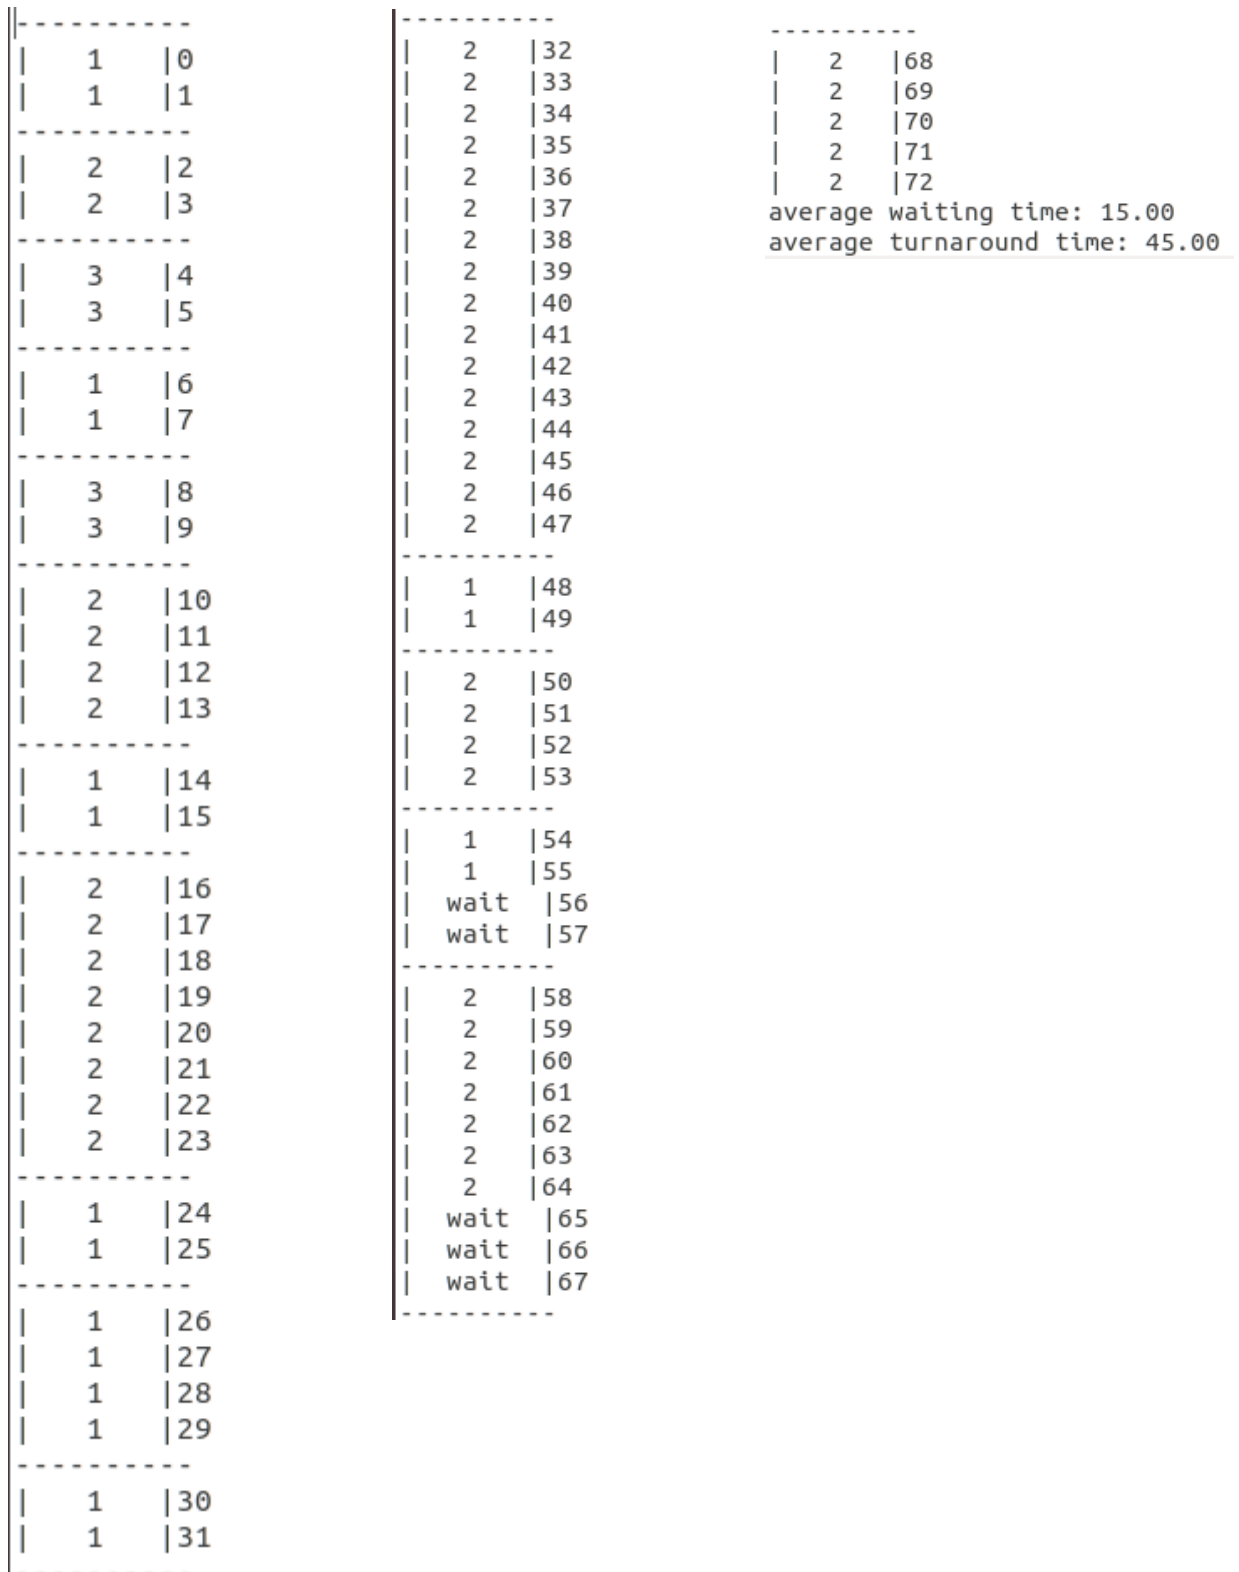 ----------
|    1    |0
|    1    |1
----------
|    2    |2
|    2    |3
----------
|    3    |4
|    3    |5
----------
|    1    |6
|    1    |7
----------
|    3    |8
|    3    |9
----------
|    2    |10
|    2    |11
|    2    |12
|    2    |13
----------
|    1    |14
|    1    |15
----------
|    2    |16
|    2    |17
|    2    |18
|    2    |19
|    2    |20
|    2    |21
|    2    |22
|    2    |23
----------
|    1    |24
|    1    |25
----------
|    1    |26
|    1    |27
|    1    |28
|    1    |29
----------
|    1    |30
|    1    |31
----------
----------
|    2    |32
|    2    |33
|    2    |34
|    2    |35
|    2    |36
|    2    |37
|    2    |38
|    2    |39
|    2    |40
|    2    |41
|    2    |42
|    2    |43
|    2    |44
|    2    |45
|    2    |46
|    2    |47
----------
|    1    |48
|    1    |49
----------
|    2    |50
|    2    |51
|    2    |52
|    2    |53
----------
|    1    |54
|    1    |55
|   wait   |56
|   wait   |57
----------
|    2    |58
|    2    |59
|    2    |60
|    2    |61
|    2    |62
|    2    |63
|    2    |64
|   wait   |65
|   wait   |66
|   wait   |67
----------
----------
|    2    |68
|    2    |69
|    2    |70
|    2    |71
|    2    |72
average waiting time: 15.00
average turnaround time: 45.00